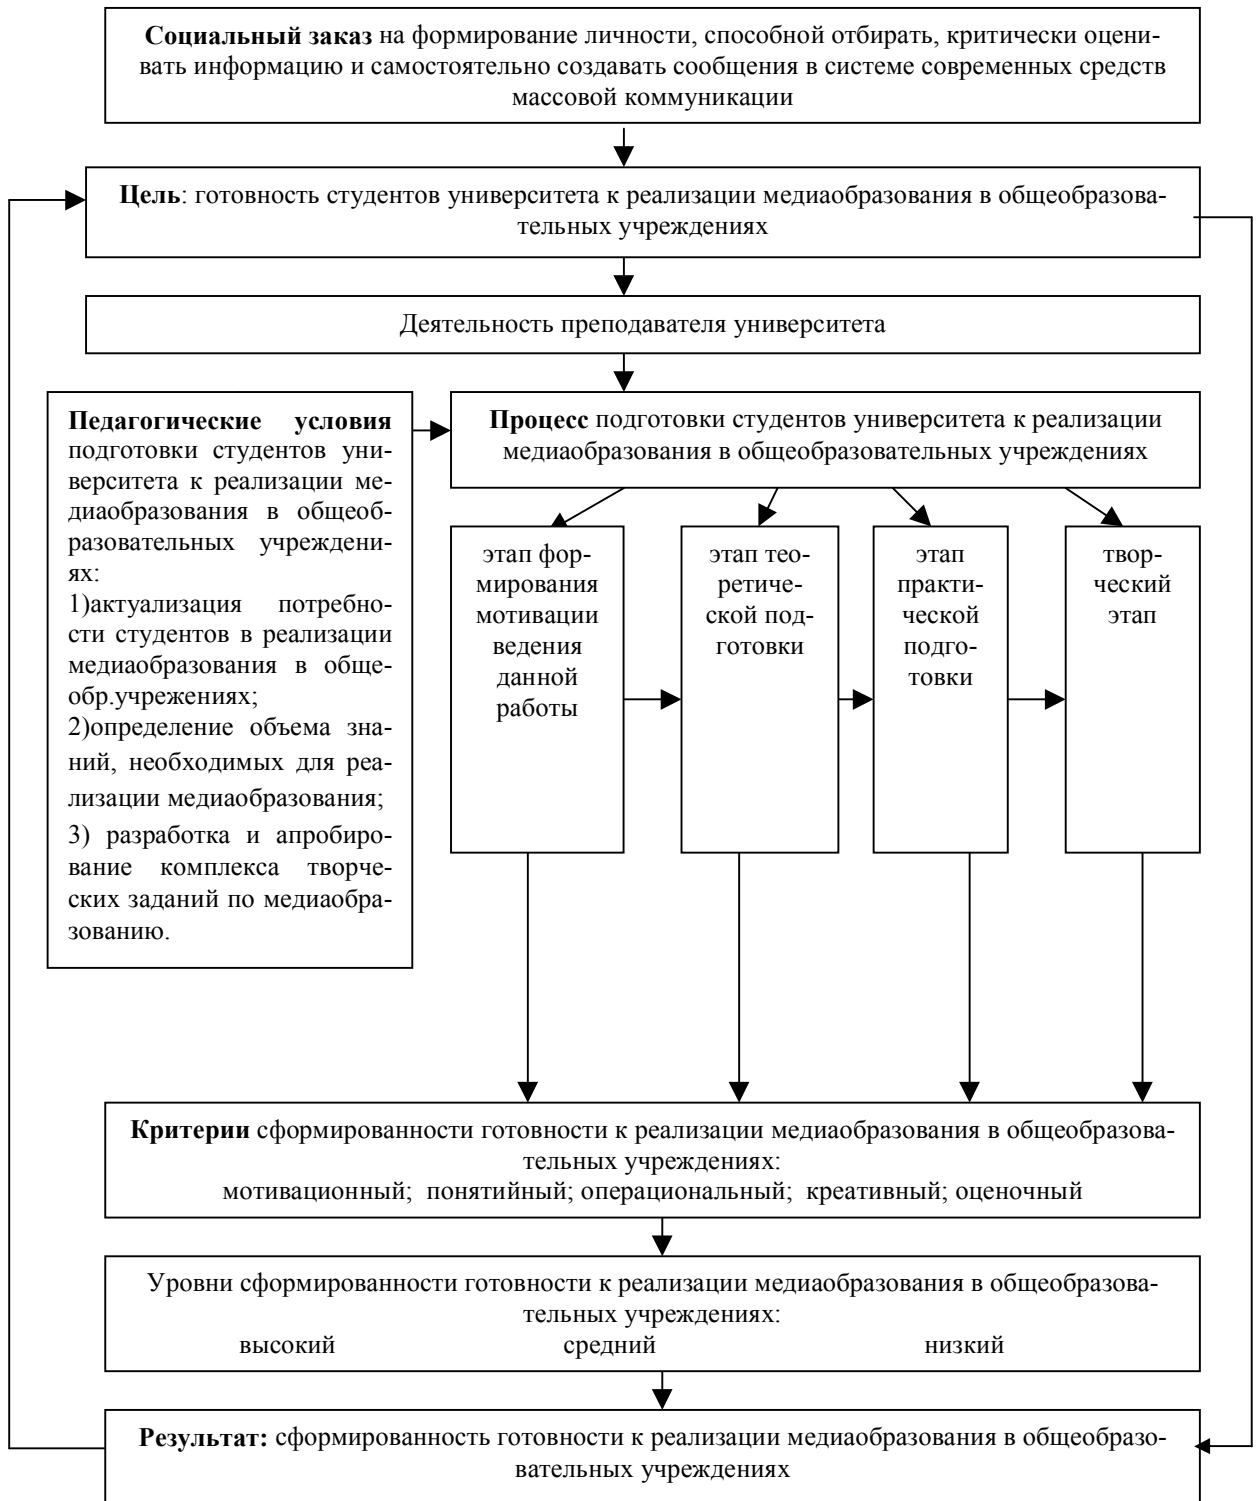 Социальный заказ на формирование личности, способной отбирать, критически оцени-
вать информацию и самостоятельно создавать сообщения в системе современных средств
массовой коммуникации
Цель: готовность студентов университета к реализации медиаобразования в общеобразова-
тельных учреждениях
Деятельность преподавателя университета
Педагогические условия
подготовки студентов уни-
верситета к реализации ме-
диаобразования в общеоб-
разовательных учреждени-
ях:
1)актуализация потребно-
сти студентов в реализации
медиаобразования в обще-
обр.учрежениях;
2)определение объема зна-
ний, необходимых для реа-
лизации медиаобразования;
3) разработка и апробиро-
вание комплекса творче-
ских заданий по медиаобра-
зованию.
Процесс подготовки студентов университета к реализации
медиаобразования в общеобразовательных учреждениях
этап фор-
мирования
мотивации
ведения
данной
работы
этап тео-
ретиче-
ской под-
готовки
этап
практи-
ческой
подго-
товки
твор-
ческий
этап
Критерии сформированности готовности к реализации медиаобразования в общеобразова-
тельных учреждениях:
мотивационный; понятийный; операциональный; креативный; оценочный
Уровни сформированности готовности к реализации медиаобразования в общеобразова-
тельных учреждениях:
высокий средний низкий
Результат: сформированность готовности к реализации медиаобразования в общеобразо-
вательных учреждениях